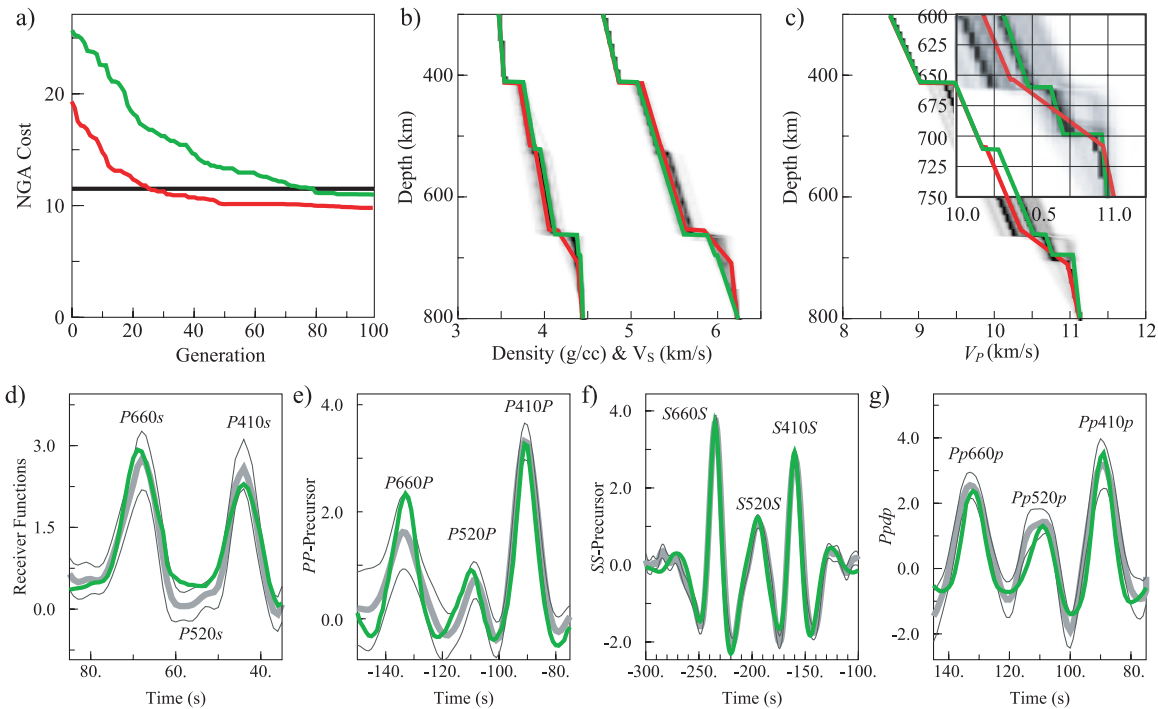 a)
NGA Cost
20
10
0
0 20 40 60 80 100
Generation
b)
Depth (km)
400
600
800
3 4 5 6
Density (g/cc) & VS (km/s)
c)
Depth (km)
400
600
800
8 9 10 11 12
VP (km/s)
600
625
650
675
700
725
750
10.0 10.5 11.0
d)
Receiver Functions
3.0
1.5
0.0
P660s P410s
P520s
80. 60. 40.
Time (s)
e)
PP-Precursor
4.0
2.0
0.0
P410P
P660P
P520P
-140. -120. -100. -80.
Time (s)
f)
SS-Precursor
4.0
2.0
0.0
-2.0
S660S S410S
S520S
-300. -250. -200. -150. -100.
Time (s)
g)
Ppdp
4.0
2.0
0.0
-2.0
Pp410p
Pp660p
Pp520p
140. 120. 100. 80.
Time (s)